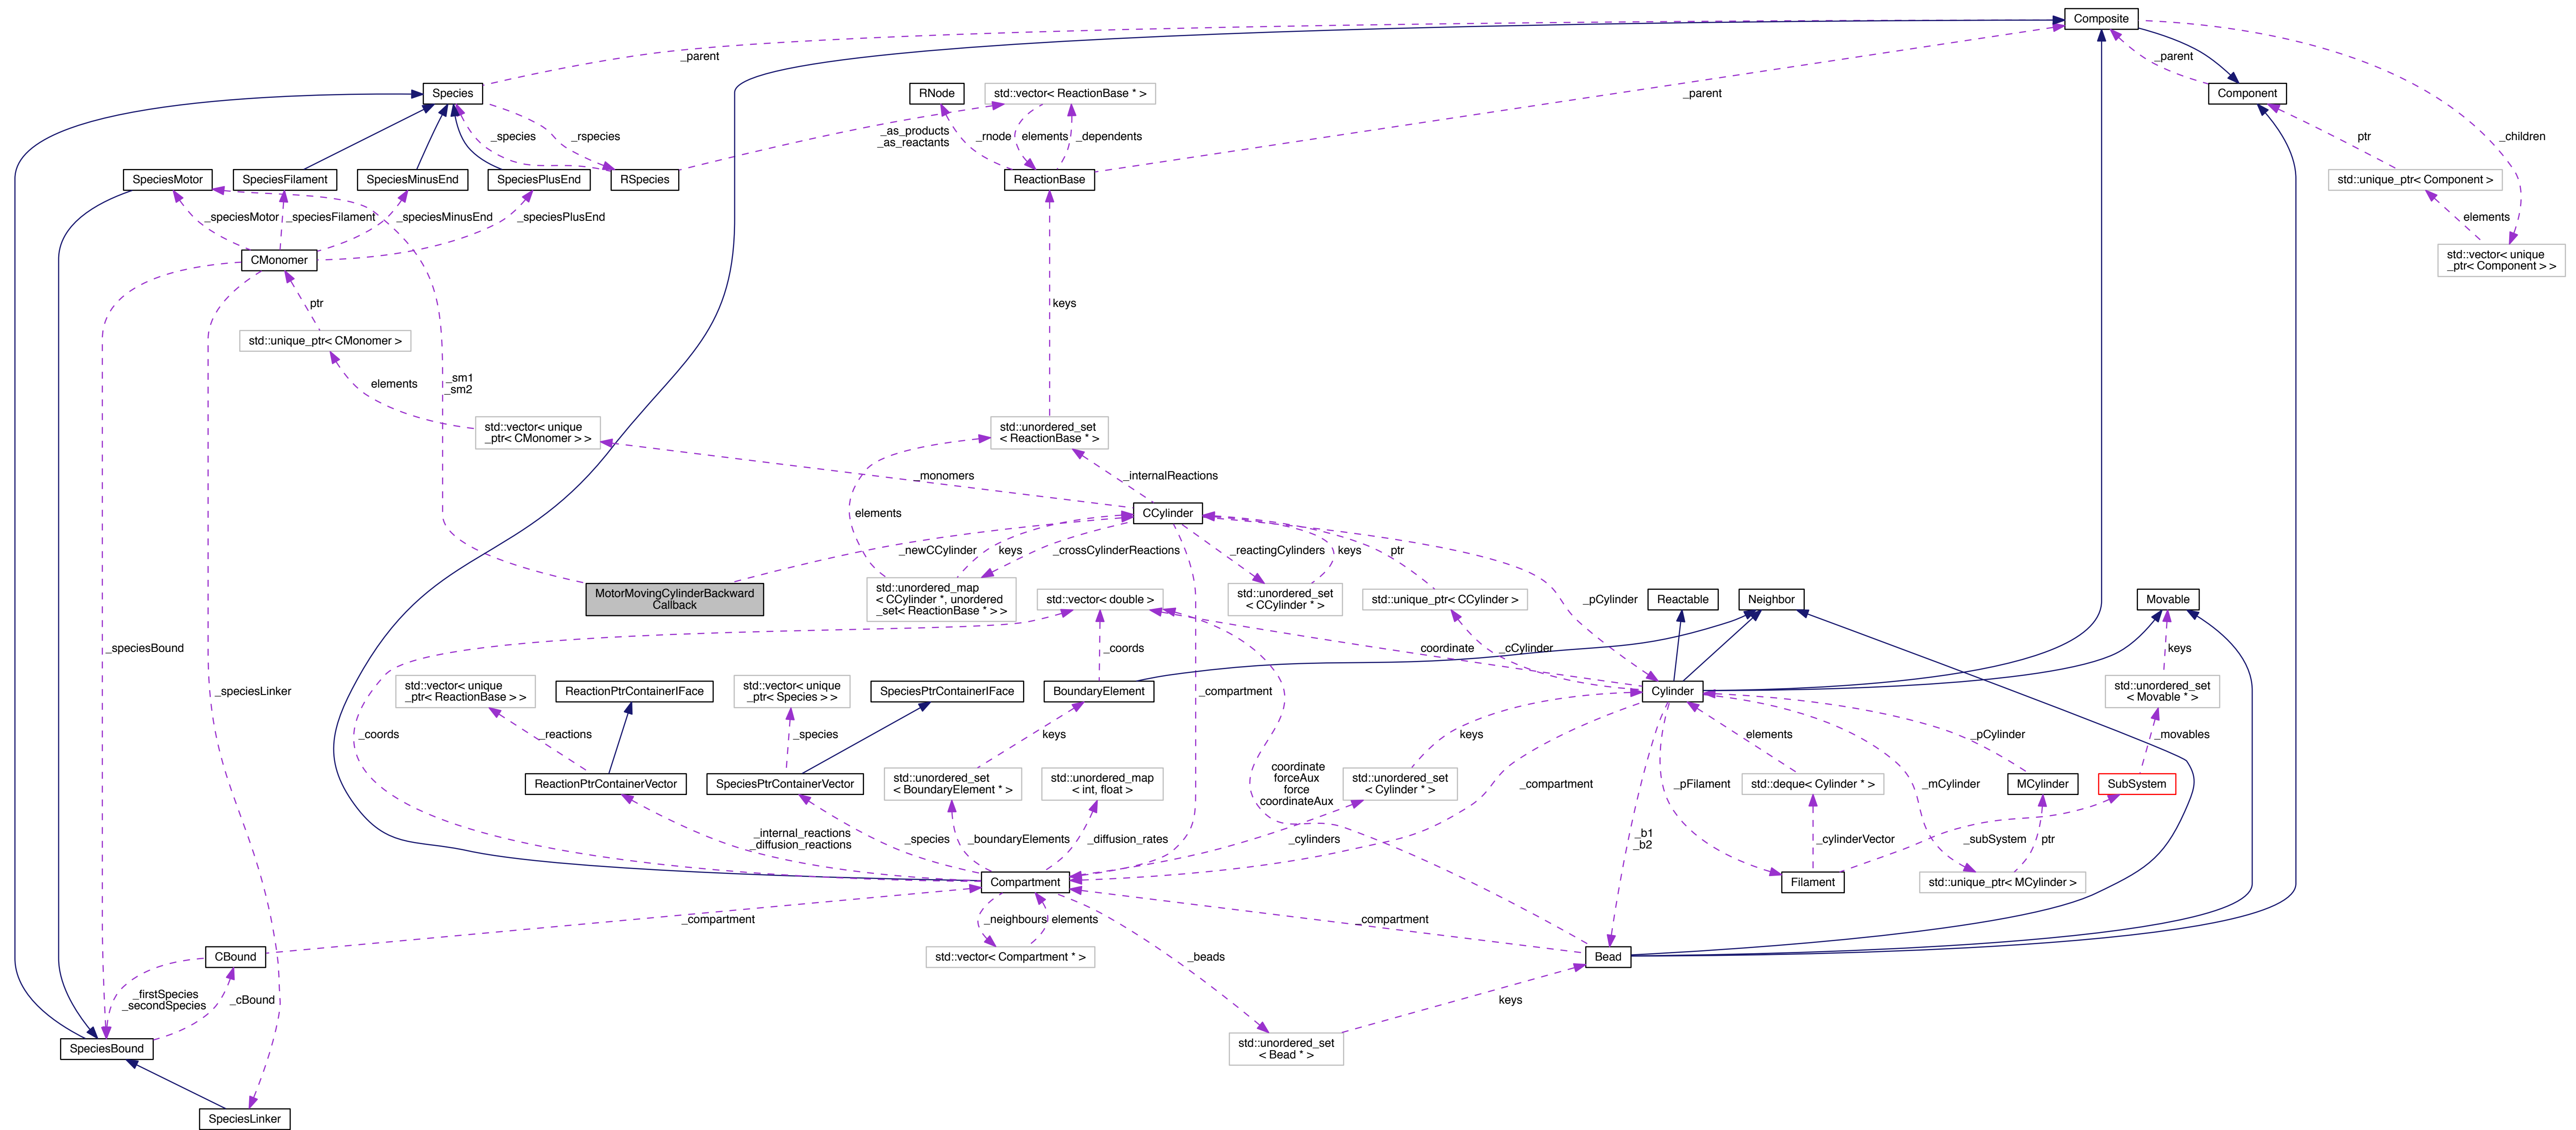 Composite
_parent
Species
RNode
std::vector< ReactionBase * >
_parent
_parent
Component
_species
_rspecies
_as_products
_as_reactants
_rnode
elements
_dependents
ptr
_children
SpeciesMotor
SpeciesFilament
SpeciesMinusEnd
SpeciesPlusEnd
RSpecies
ReactionBase
std::unique_ptr< Component >
_speciesMotor
_speciesFilament
_speciesMinusEnd
_speciesPlusEnd
elements
CMonomer
std::vector< unique
_ptr< Component > >
ptr
keys
std::unique_ptr< CMonomer >
elements
_sm1
_sm2
std::vector< unique
_ptr< CMonomer > >
std::unordered_set
< ReactionBase * >
_monomers
_internalReactions
elements
CCylinder
_newCCylinder
keys
_crossCylinderReactions
_reactingCylinders
keys
ptr
MotorMovingCylinderBackward
Callback
std::unordered_map
< CCylinder *, unordered
_set< ReactionBase * > >
std::vector< double >
std::unordered_set
< CCylinder * >
std::unique_ptr< CCylinder >
_pCylinder
Reactable
Neighbor
Movable
_speciesBound
_coords
coordinate
_cCylinder
keys
_speciesLinker
std::vector< unique
_ptr< ReactionBase > >
ReactionPtrContainerIFace
std::vector< unique
_ptr< Species > >
SpeciesPtrContainerIFace
BoundaryElement
_compartment
Cylinder
std::unordered_set
< Movable * >
_coords
_reactions
_species
keys
keys
elements
_pCylinder
_movables
ReactionPtrContainerVector
SpeciesPtrContainerVector
std::unordered_set
< BoundaryElement * >
std::unordered_map
< int, float >
coordinate
forceAux
force
coordinateAux
std::unordered_set
< Cylinder * >
_compartment
_pFilament
std::deque< Cylinder * >
_mCylinder
MCylinder
SubSystem
_internal_reactions
_diffusion_reactions
_species
_boundaryElements
_diffusion_rates
_cylinders
_b1
_b2
_cylinderVector
_subSystem
ptr
Compartment
Filament
std::unique_ptr< MCylinder >
_compartment
_neighbours
elements
_compartment
CBound
std::vector< Compartment * >
_beads
Bead
_firstSpecies
_secondSpecies
_cBound
keys
SpeciesBound
std::unordered_set
< Bead * >
SpeciesLinker